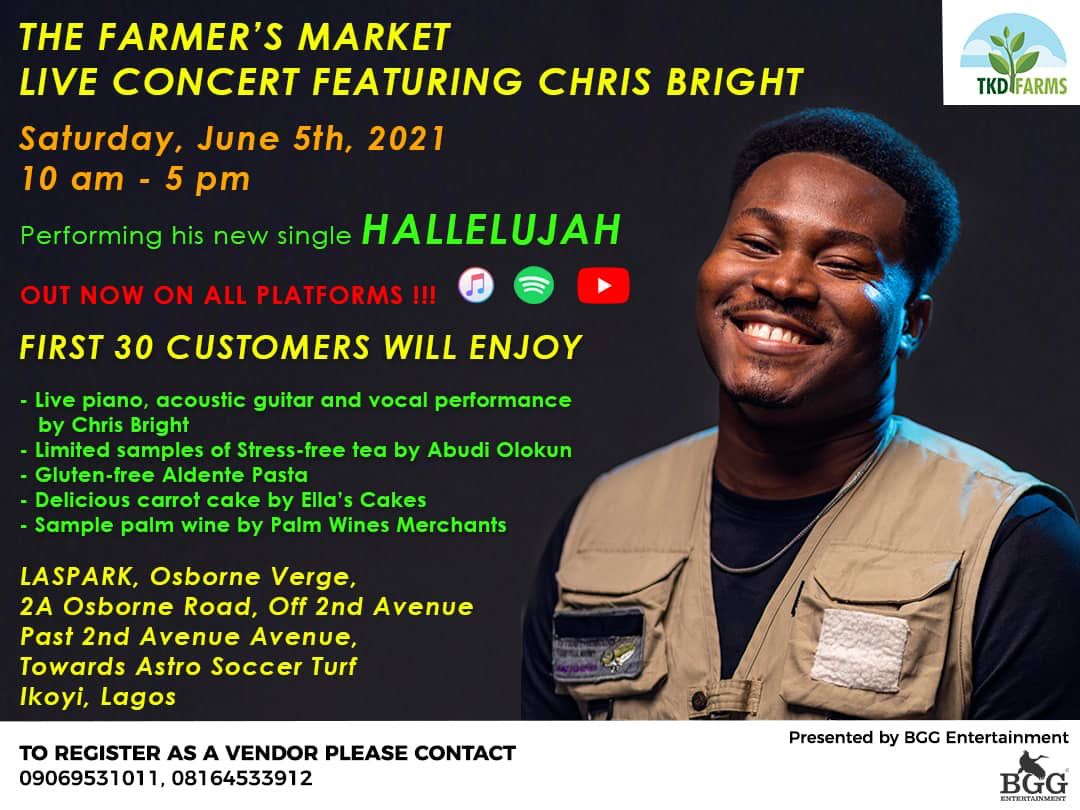 THE FARMER'S MARKET
LIVE CONCERT FEATURING CHRIS BRIGHT
TKD FARMS
Saturday, June 5th, 2021
10 am - 5 pm
Performing his new single HALLELUJAH
OUT NOW ON ALL PLATFORMS !!!
FIRST 30 CUSTOMERS WILL ENJOY
- Live piano, acoustic guitar and vocal performance
by Chris Bright
- Limited samples of Stress-free tea by Abudi Olokun
- Gluten-free Aldente Pasta
- Delicious carrot cake by Ella's Cakes
- Sample palm wine by Palm Wines Merchants
LASPARK, Osborne Verge,
2A Osborne Road, Off 2nd Avenue
Past 2nd Avenue Avenue,
Towards Astro Soccer Turf
Ikoyi, Lagos
TO REGISTER AS A VENDOR PLEASE CONTACT
09069531011, 08164533912
Presented by BGG Entertainment
BGG
ENTERTAINMENT